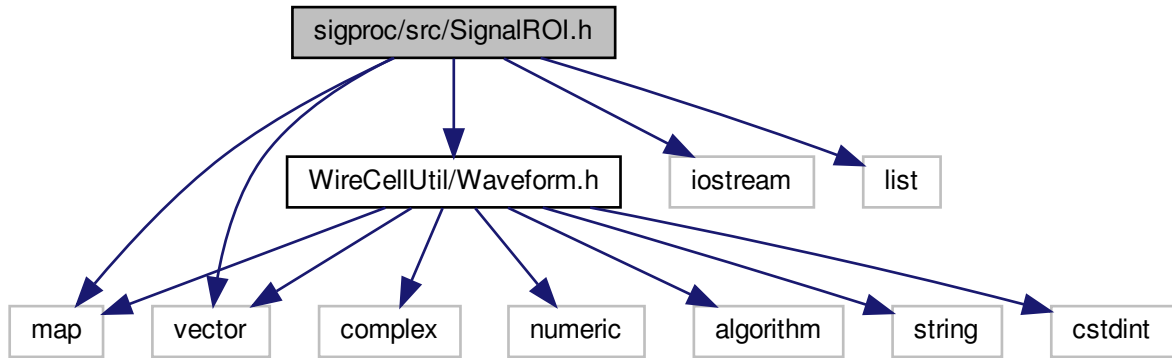 sigproc/src/SignalROI.h
WireCellUtil/Waveform.h
iostream
list
map
vector
complex
numeric
algorithm
string
cstdint